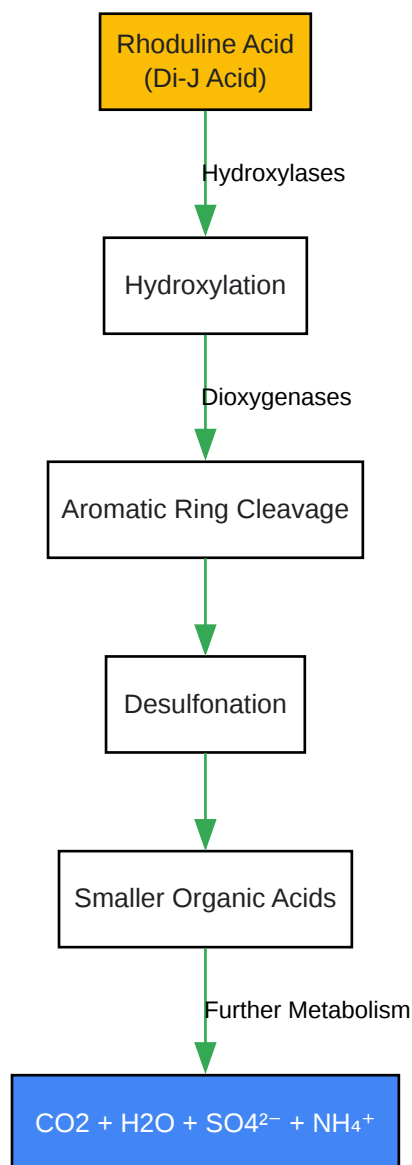 Rhoduline Acid
(Di-J Acid)
Hydroxylases
Hydroxylation
Dioxygenases
Aromatic Ring Cleavage
Desulfonation
Smaller Organic Acids
Further Metabolism
CO2 + H2O + SO4²⁻ + NH₄⁺